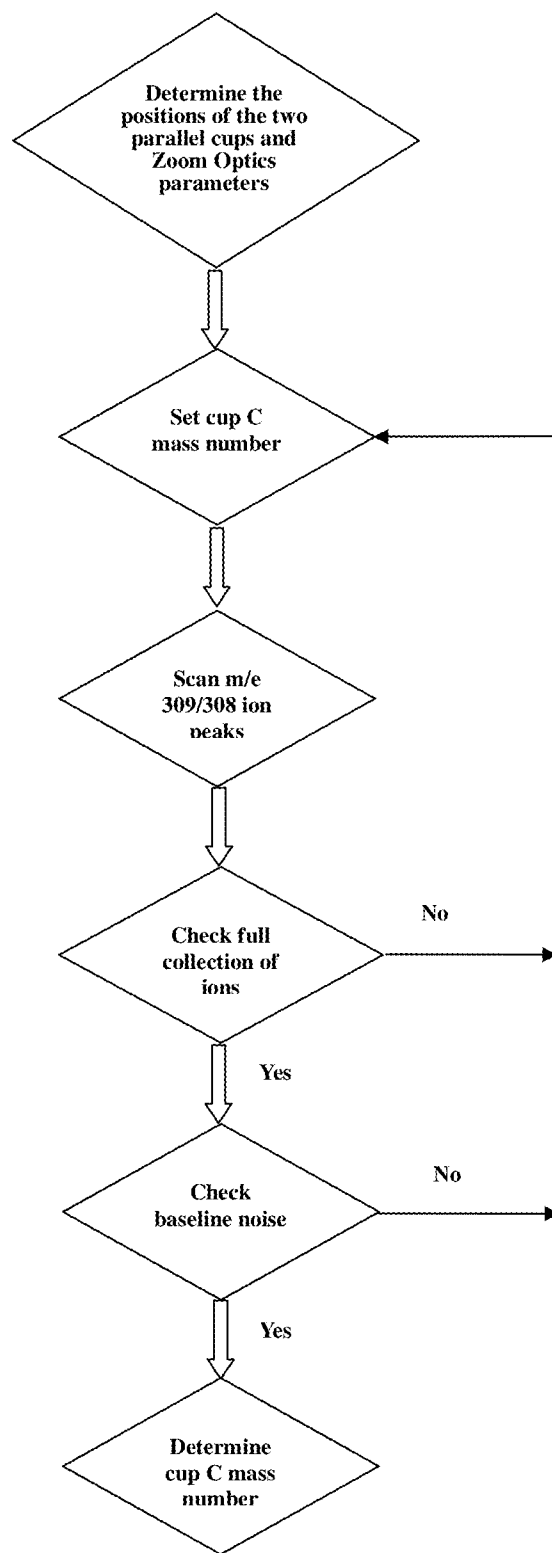 Determine the
positions of the two
parallel cups and
Zoom Optics
parameters
Set cup C
mass number
Scan m/e
309/308 ion
peaks
No
Check full
collection of
ions
Yes
No
Check
baseline noise
Yes
Determine
cup C mass
number